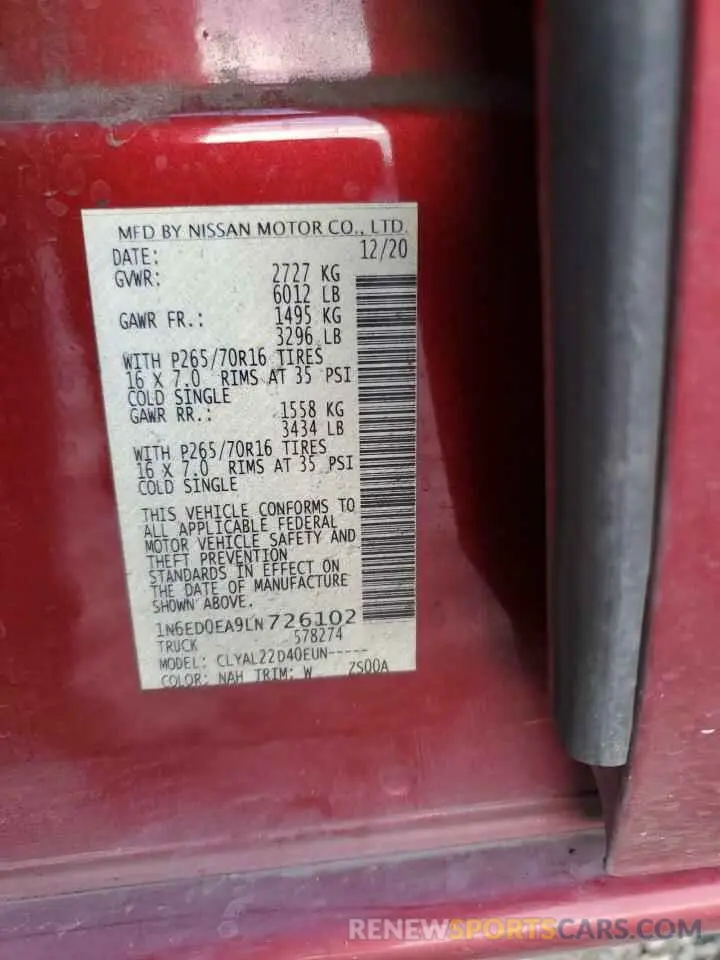 MFD BY NISSAN MOTOR CO., LTD.
DATE: 12/20
GVWR: 2727 KG
6012 LB
GAWR FR.: 1495 KG
3296 LB
WITH P265/70R16 TIRES
16 X 7.0 RIMS AT 35 PSI
COLD SINGLE
GAWR RR.: 1558 KG
3434 LB
WITH P265/70R16 TIRES
16 X 7.0 RIMS AT 35 PSI
COLD SINGLE
THIS VEHICLE CONFORMS TO
ALL APPLICABLE FEDERAL
MOTOR VEHICLE SAFETY AND
THEFT PREVENTION
STANDARDS IN EFFECT ON
THE DATE OF MANUFACTURE
SHOWN ABOVE.
1N6ED0EA9LN726102
TRUCK 578274
MODEL: CLYAL22D40EUN-----
COLOR: NAH TRIM: W 2S00A
RENEWSPORTSCARS.COM